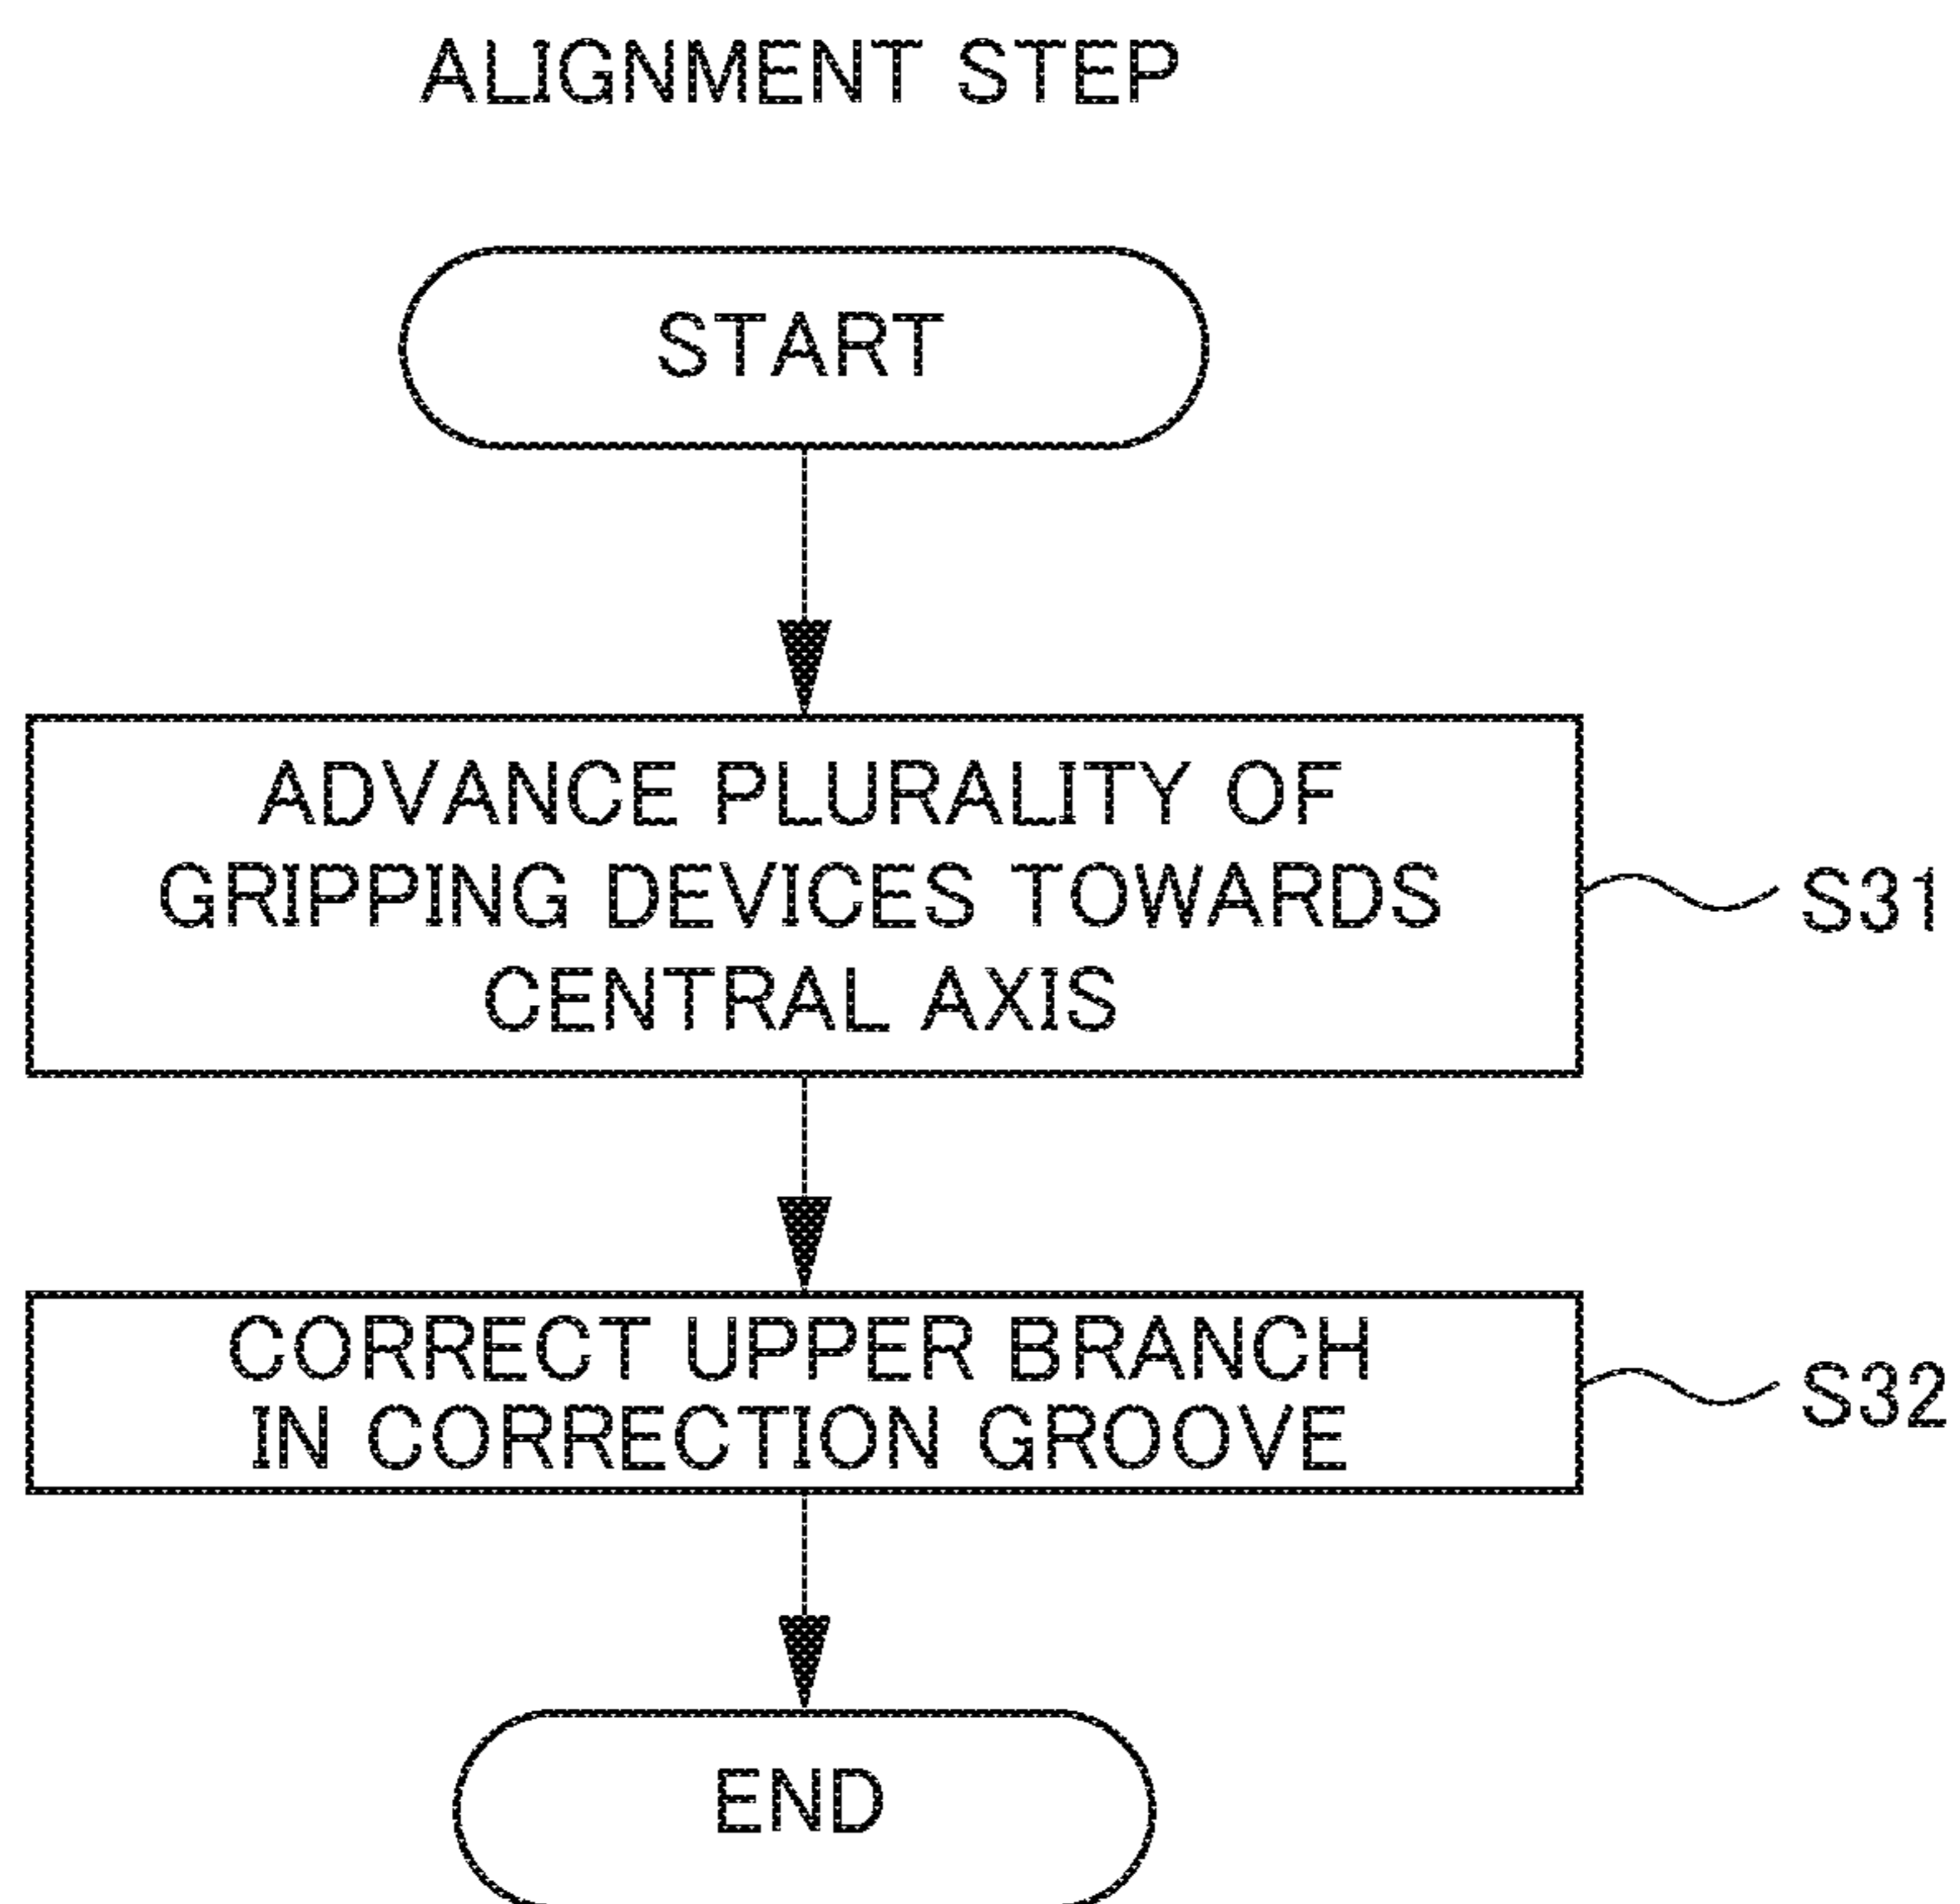 ALIGNMENT STEP
START
ADVANCE PLURALITY OF
GRIPPING DEVICES TOWARDS
CENTRAL AXIS
S31
CORRECT UPPER BRANCH
IN CORRECTION GROOVE
S32
END